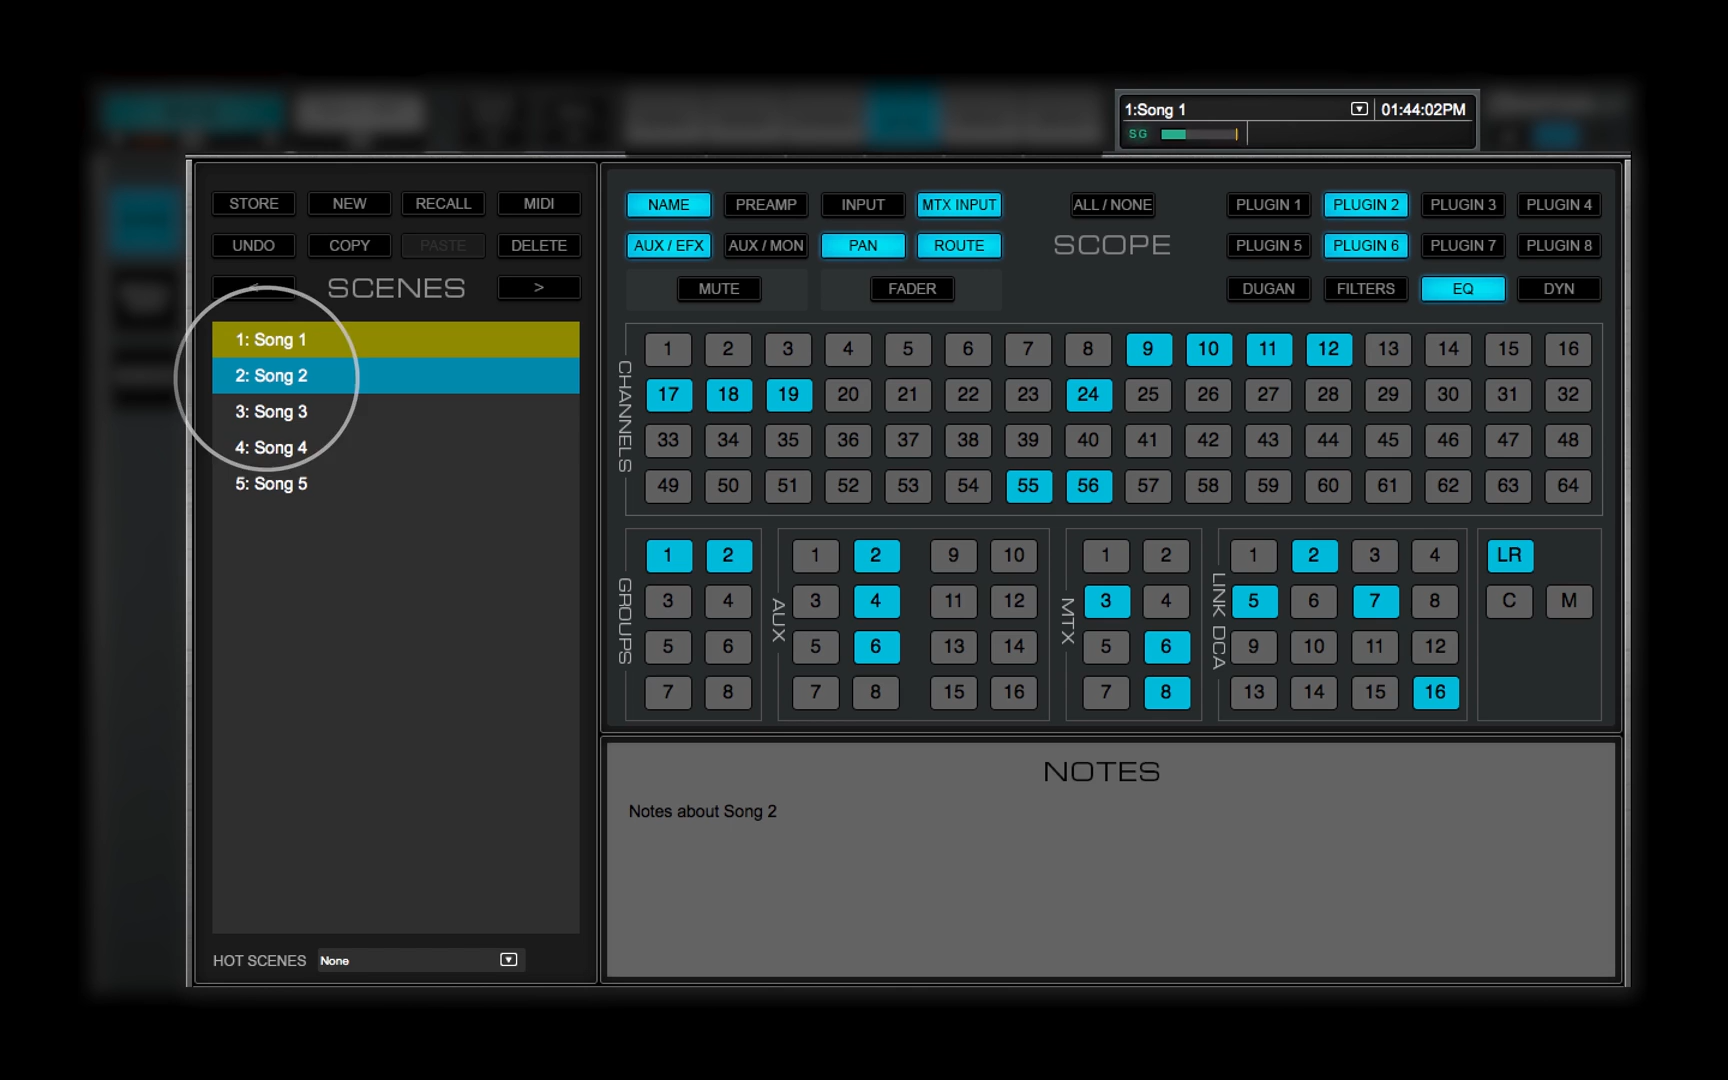 1:Song 1 01:44:02PM
SG
STORE NEW RECALL MIDI
UNDO COPY PASTE DELETE
< SCENES >
1: Song 1
2: Song 2
3: Song 3
4: Song 4
5: Song 5
HOT SCENES None
NAME PREAMP INPUT MTX INPUT ALL / NONE PLUGIN 1 PLUGIN 2 PLUGIN 3 PLUGIN 4
AUX / EFX AUX / MON PAN ROUTE SCOPE PLUGIN 5 PLUGIN 6 PLUGIN 7 PLUGIN 8
MUTE FADER DUGAN FILTERS EQ DYN
CHANNELS
1 2 3 4 5 6 7 8 9 10 11 12 13 14 15 16
17 18 19 20 21 22 23 24 25 26 27 28 29 30 31 32
33 34 35 36 37 38 39 40 41 42 43 44 45 46 47 48
49 50 51 52 53 54 55 56 57 58 59 60 61 62 63 64
GROUPS
1 2
3 4
5 6
7 8
AUX
1 2 9 10
3 4 11 12
5 6 13 14
7 8 15 16
MTX
1 2
3 4
5 6
7 8
LINK DCA
1 2 3 4
5 6 7 8
9 10 11 12
13 14 15 16
LR
C M
NOTES
Notes about Song 2